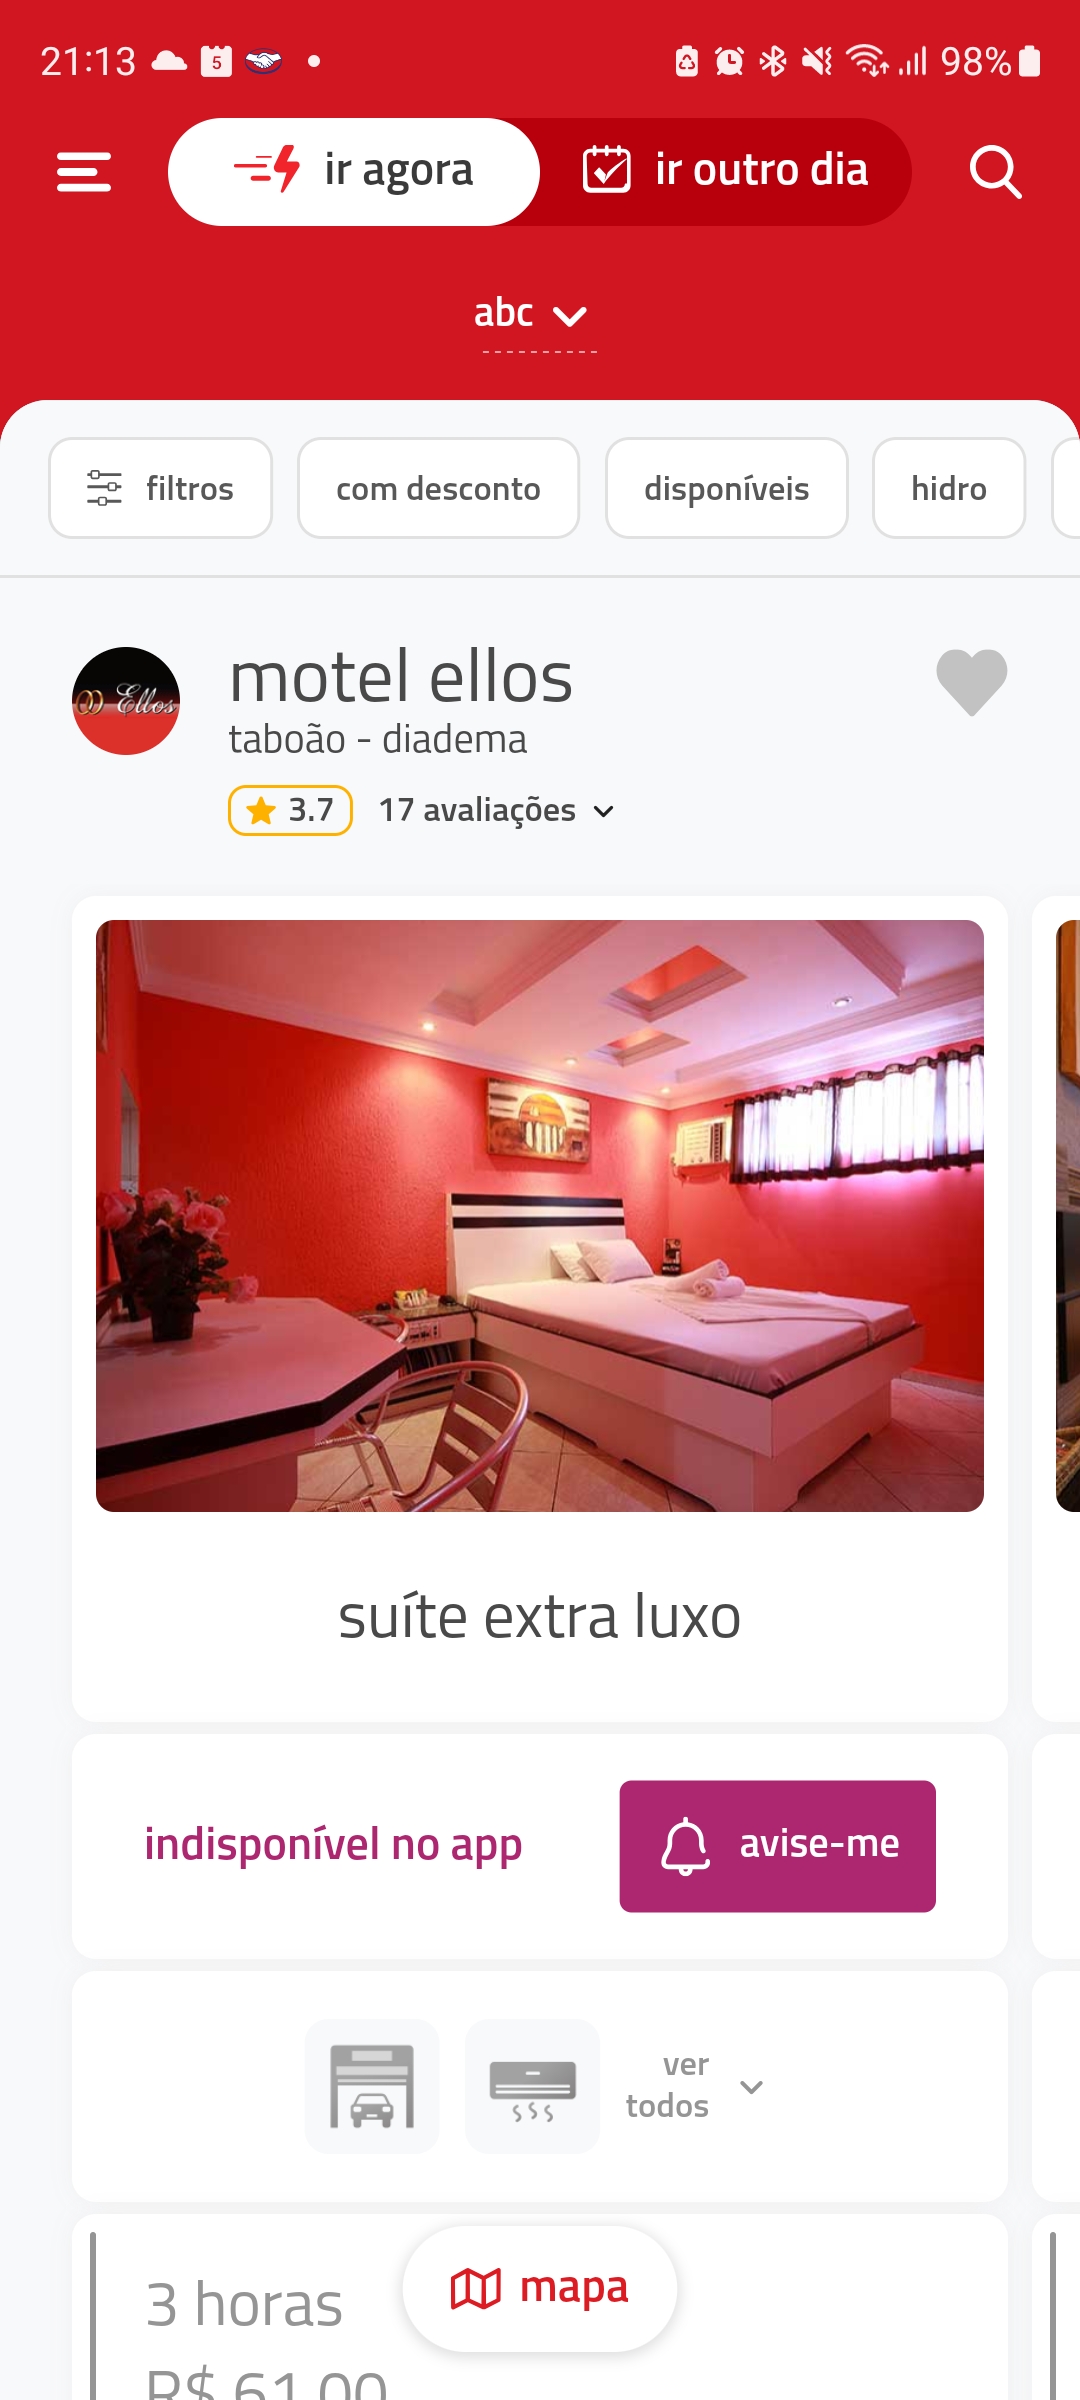 21:13
5
98%
ir agora
ir outro dia
abc
filtros
com desconto
disponíveis
hidro
Ellos
motel ellos
taboão - diadema
3.7
17 avaliações
suíte extra luxo
indisponível no app
avise-me
ver
todos
mapa
3 horas
R$ 61,00